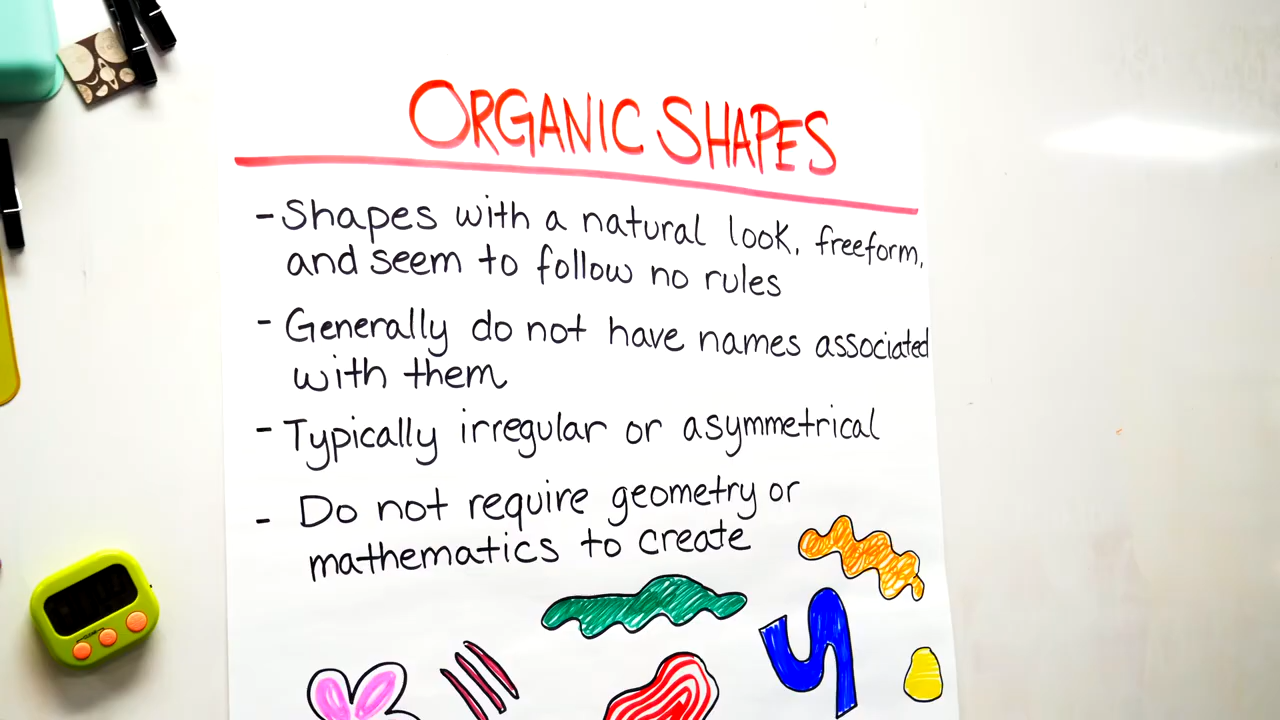 ORGANIC SHAPES
- Shapes with a natural look, freeform,
and seem to follow no rules
- Generally do not have names associated
with them
- Typically irregular or asymmetrical
- Do not require geometry or
mathematics to create